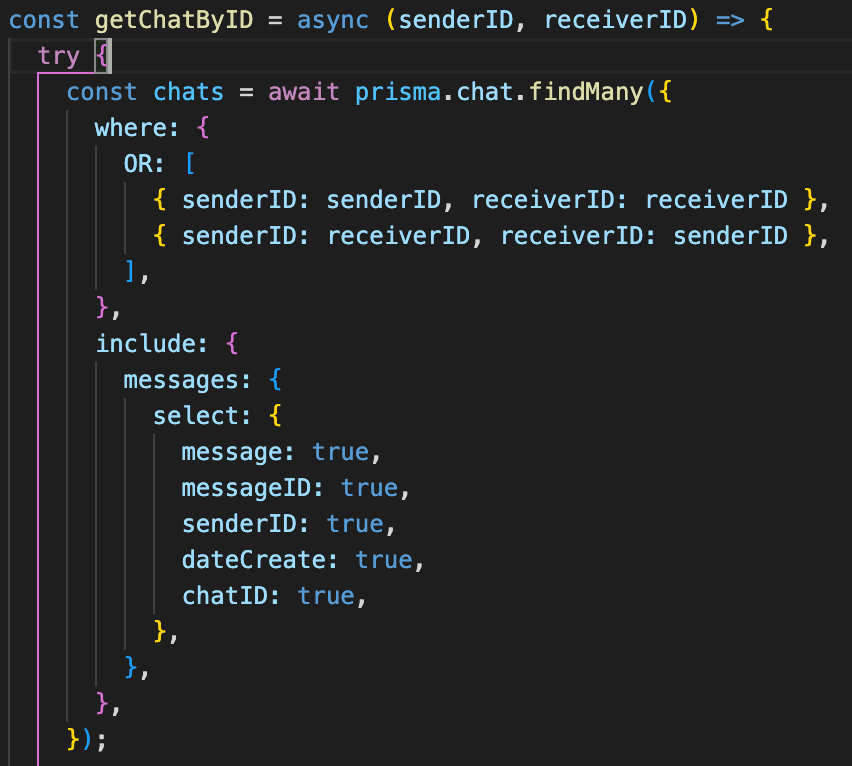 const getChatByID = async (senderID, receiverID) => {
try {
const chats = await prisma.chat.findMany({
where: {
OR: [
{ senderID: senderID, receiverID: receiverID },
{ senderID: receiverID, receiverID: senderID },
],
},
include: {
messages: {
select: {
message: true,
messageID: true,
senderID: true,
dateCreate: true,
chatID: true,
},
},
},
});